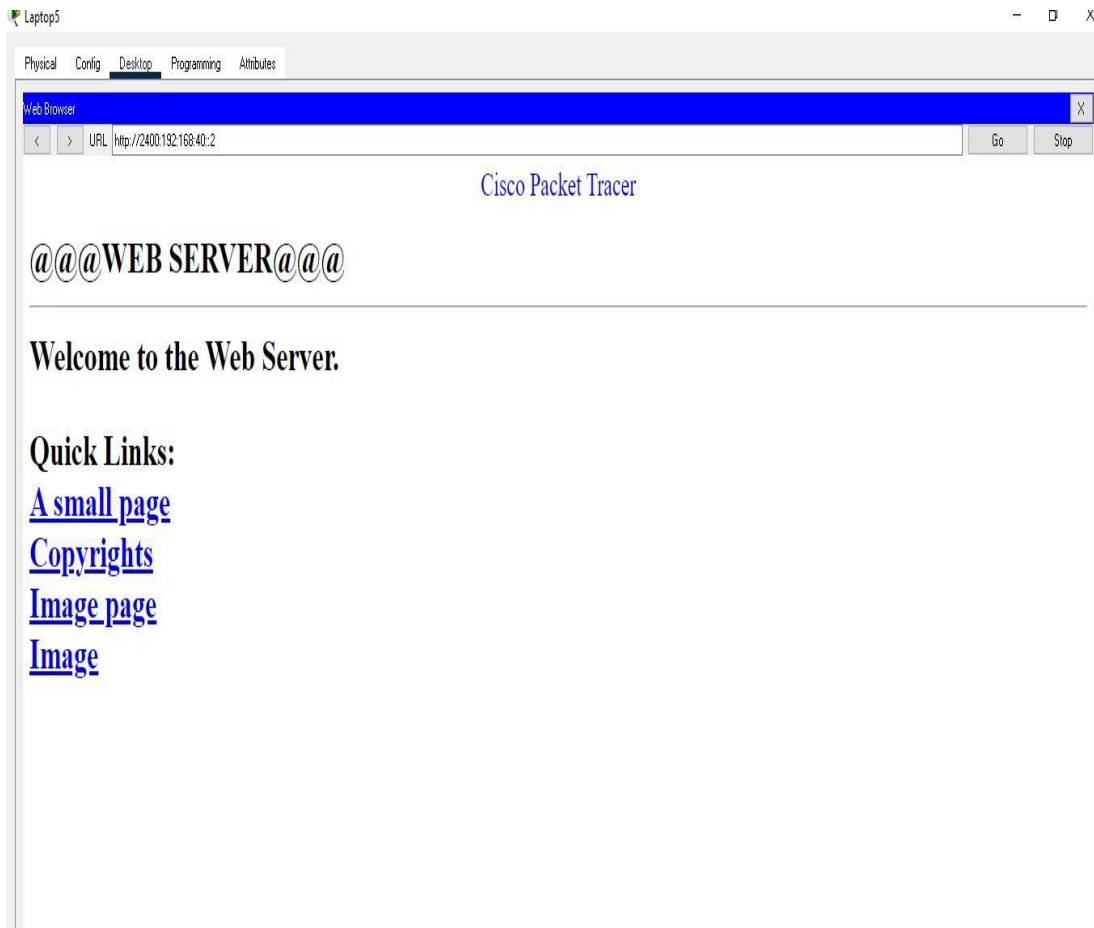 Laptop5
Physical Config Desktop Programming Attributes
Web Browser X
< > URL http://2400:192:168:40::2 Go Stop
Cisco Packet Tracer
@@@WEB SERVER@@@
Welcome to the Web Server.
Quick Links:
A small page
Copyrights
Image page
Image